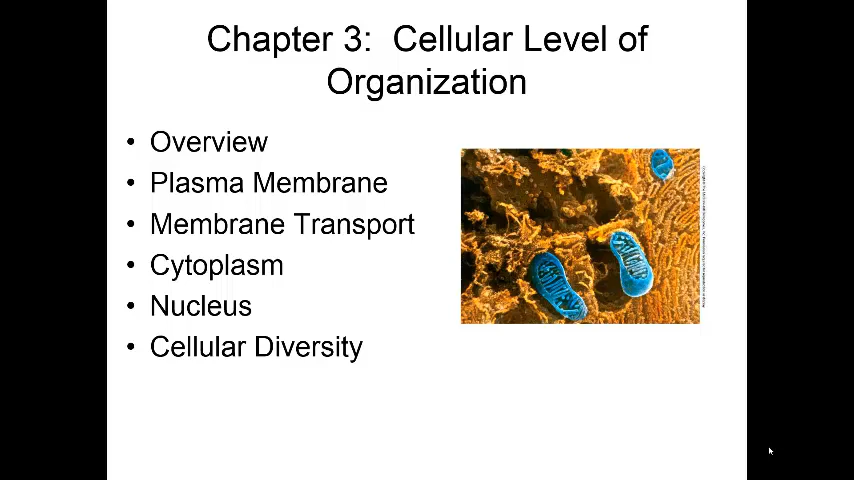 Chapter 3:  Cellular Level of
Organization
• Overview
• Plasma Membrane
• Membrane Transport
• Cytoplasm
• Nucleus
• Cellular Diversity